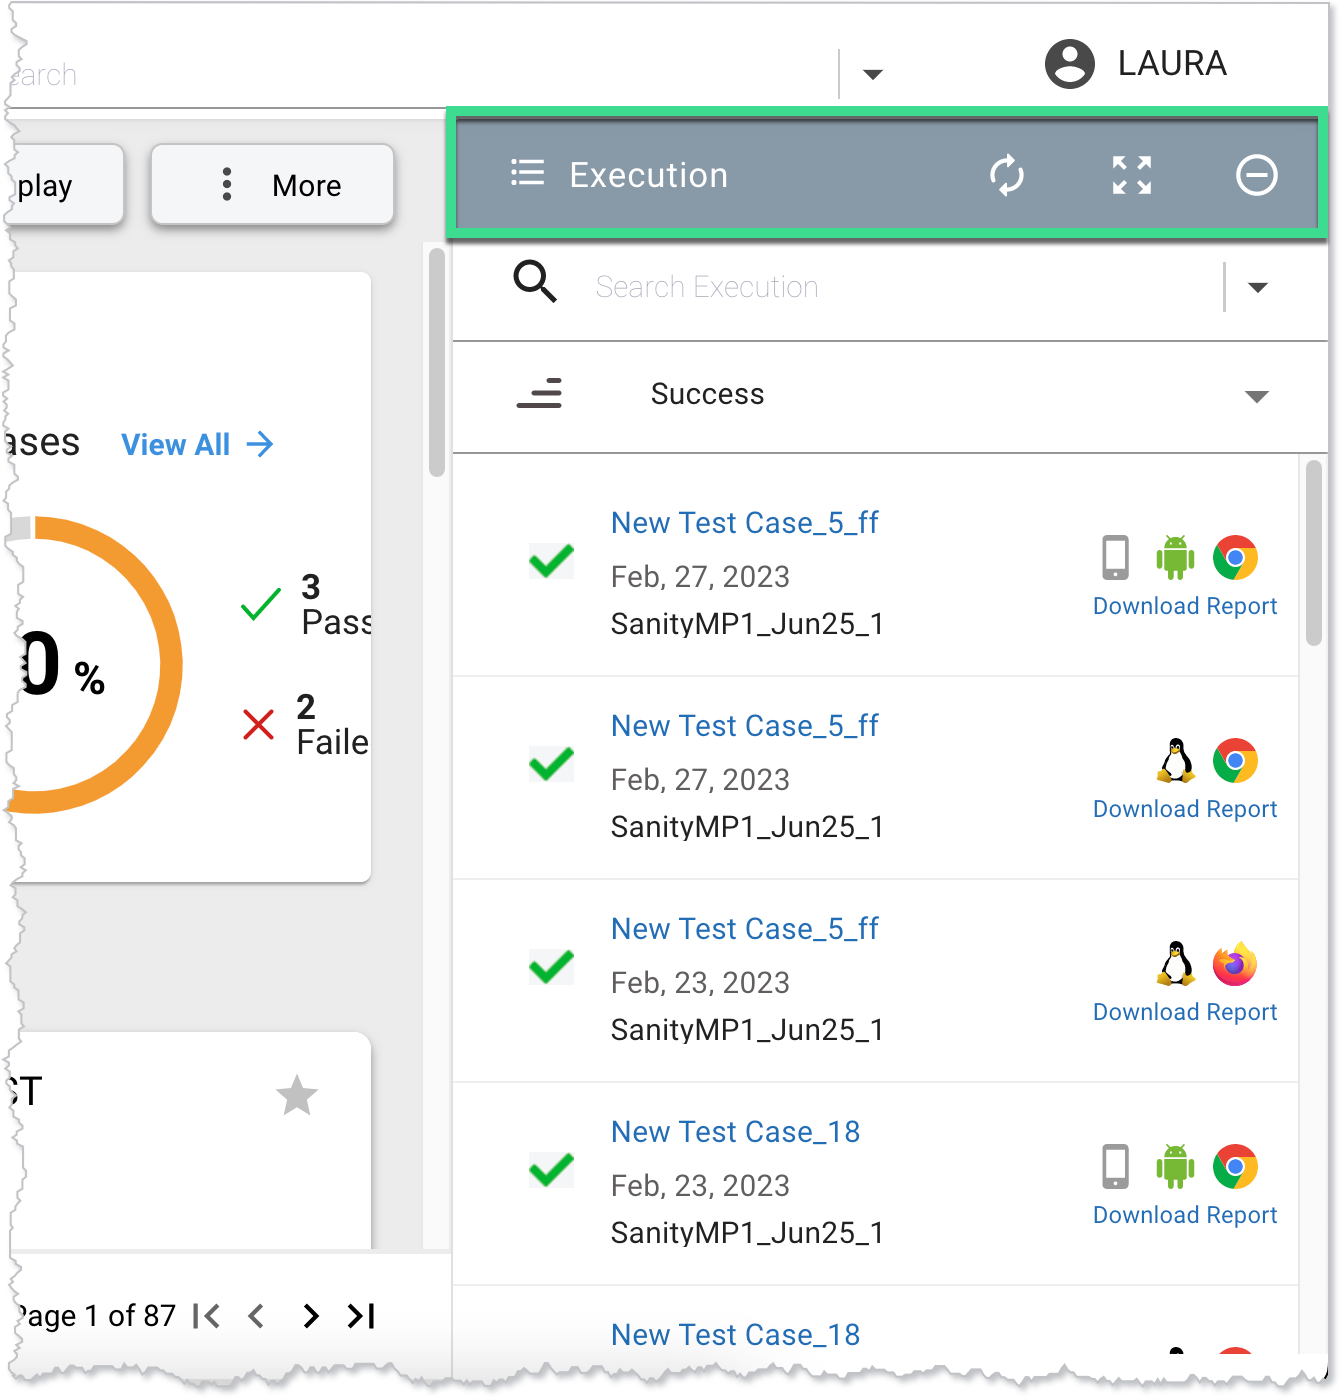 earch
LAURA
play
More
Execution
Search Execution
Success
ases
View All
3
Pass
0 %
2
Faile
New Test Case_5_ff
Feb, 27, 2023
SanityMP1_Jun25_1
Download Report
New Test Case_5_ff
Feb, 27, 2023
SanityMP1_Jun25_1
Download Report
New Test Case_5_ff
Feb, 23, 2023
SanityMP1_Jun25_1
Download Report
CT
New Test Case_18
Feb, 23, 2023
SanityMP1_Jun25_1
Download Report
Page 1 of 87
New Test Case_18